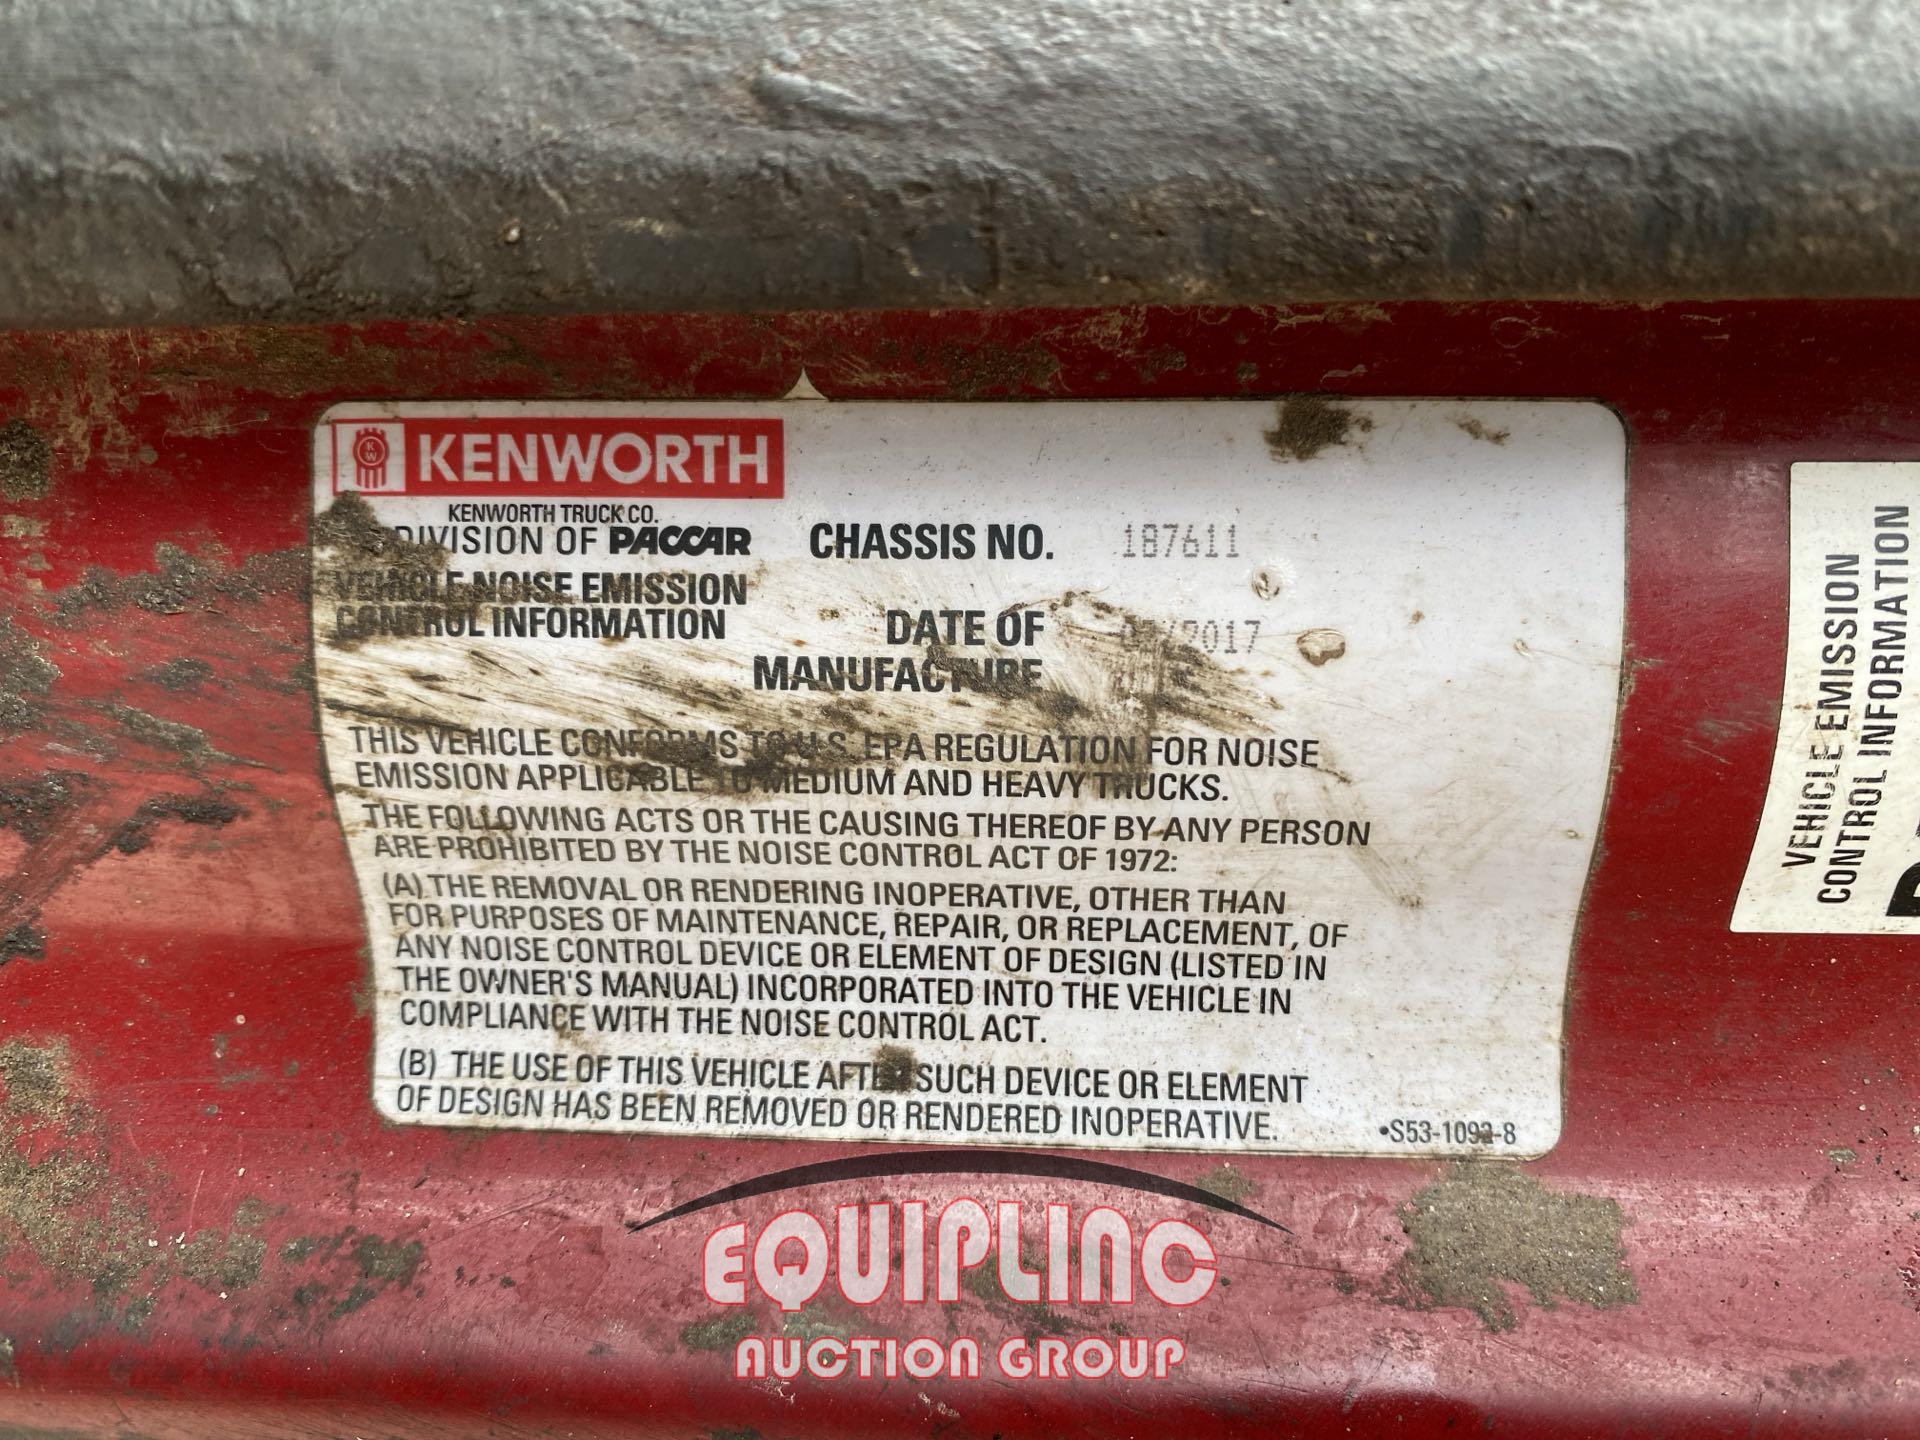 KENWORTH
KW
KENWORTH TRUCK CO.
DIVISION OF PACCAR
CHASSIS NO. 187611
VEHICLE NOISE EMISSION
CONTROL INFORMATION
DATE OF
MANUFACTURE
/2017
THIS VEHICLE CONFORMS TO U.S. EPA REGULATION FOR NOISE
EMISSION APPLICABLE TO MEDIUM AND HEAVY TRUCKS.
THE FOLLOWING ACTS OR THE CAUSING THEREOF BY ANY PERSON
ARE PROHIBITED BY THE NOISE CONTROL ACT OF 1972:
(A) THE REMOVAL OR RENDERING INOPERATIVE, OTHER THAN
FOR PURPOSES OF MAINTENANCE, REPAIR, OR REPLACEMENT, OF
ANY NOISE CONTROL DEVICE OR ELEMENT OF DESIGN (LISTED IN
THE OWNER'S MANUAL) INCORPORATED INTO THE VEHICLE IN
COMPLIANCE WITH THE NOISE CONTROL ACT.
(B) THE USE OF THIS VEHICLE AFTER SUCH DEVICE OR ELEMENT
OF DESIGN HAS BEEN REMOVED OR RENDERED INOPERATIVE.
•S53-1092-8
VEHICLE EMISSION
CONTROL INFORMATION
EQUIPLINC
AUCTION GROUP